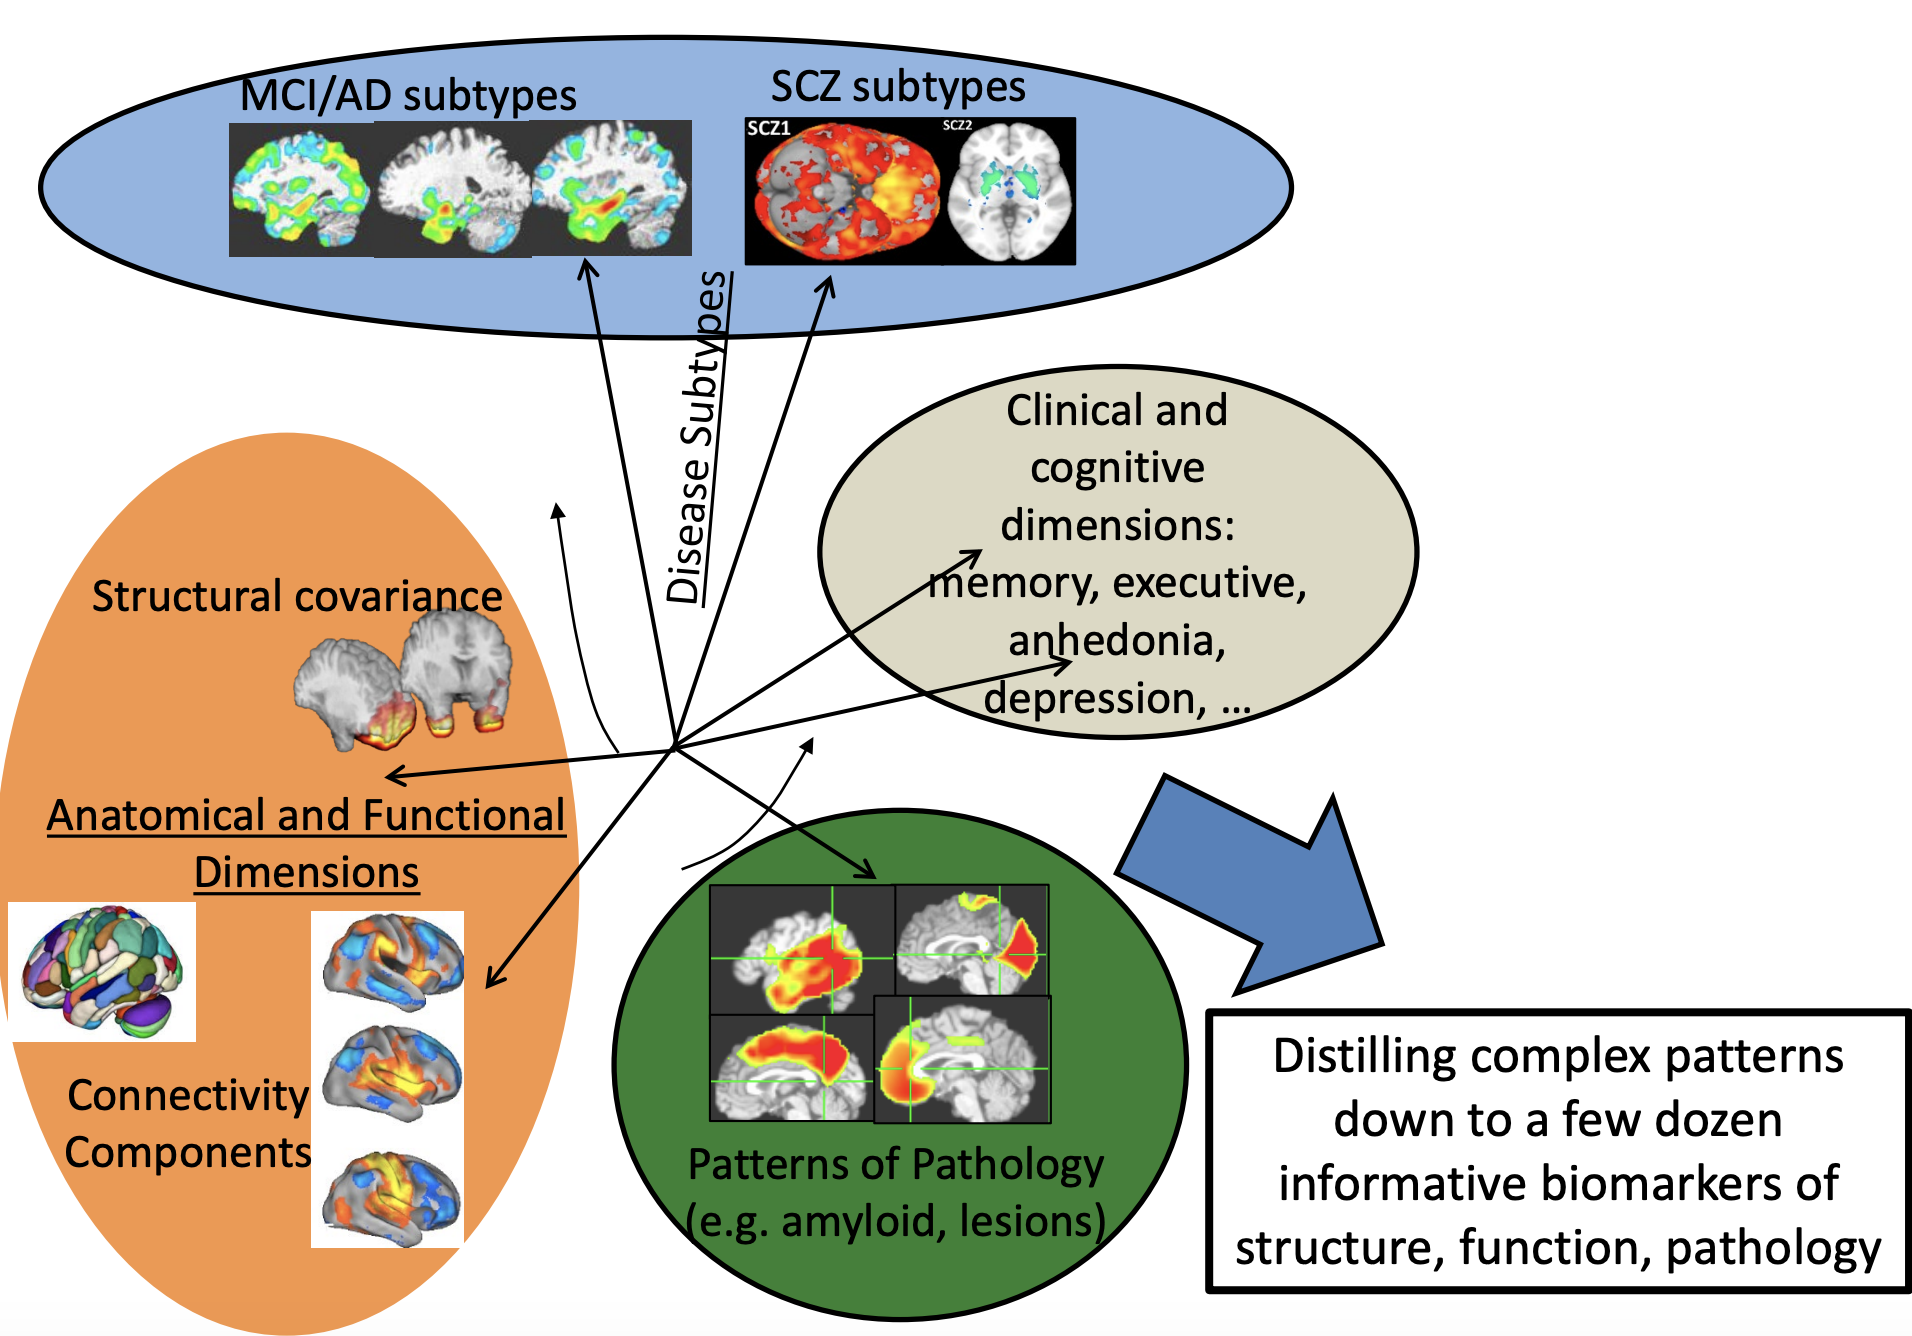 MCI/AD subtypes
SCZ subtypes
SCZ1
SCZ2
Disease Subtypes
Clinical and
cognitive
dimensions:
memory, executive,
anhedonia,
depression, ...
Structural covariance
Anatomical and Functional
Dimensions
Connectivity
Components
Patterns of Pathology
(e.g. amyloid, lesions)
Distilling complex patterns
down to a few dozen
informative biomarkers of
structure, function, pathology